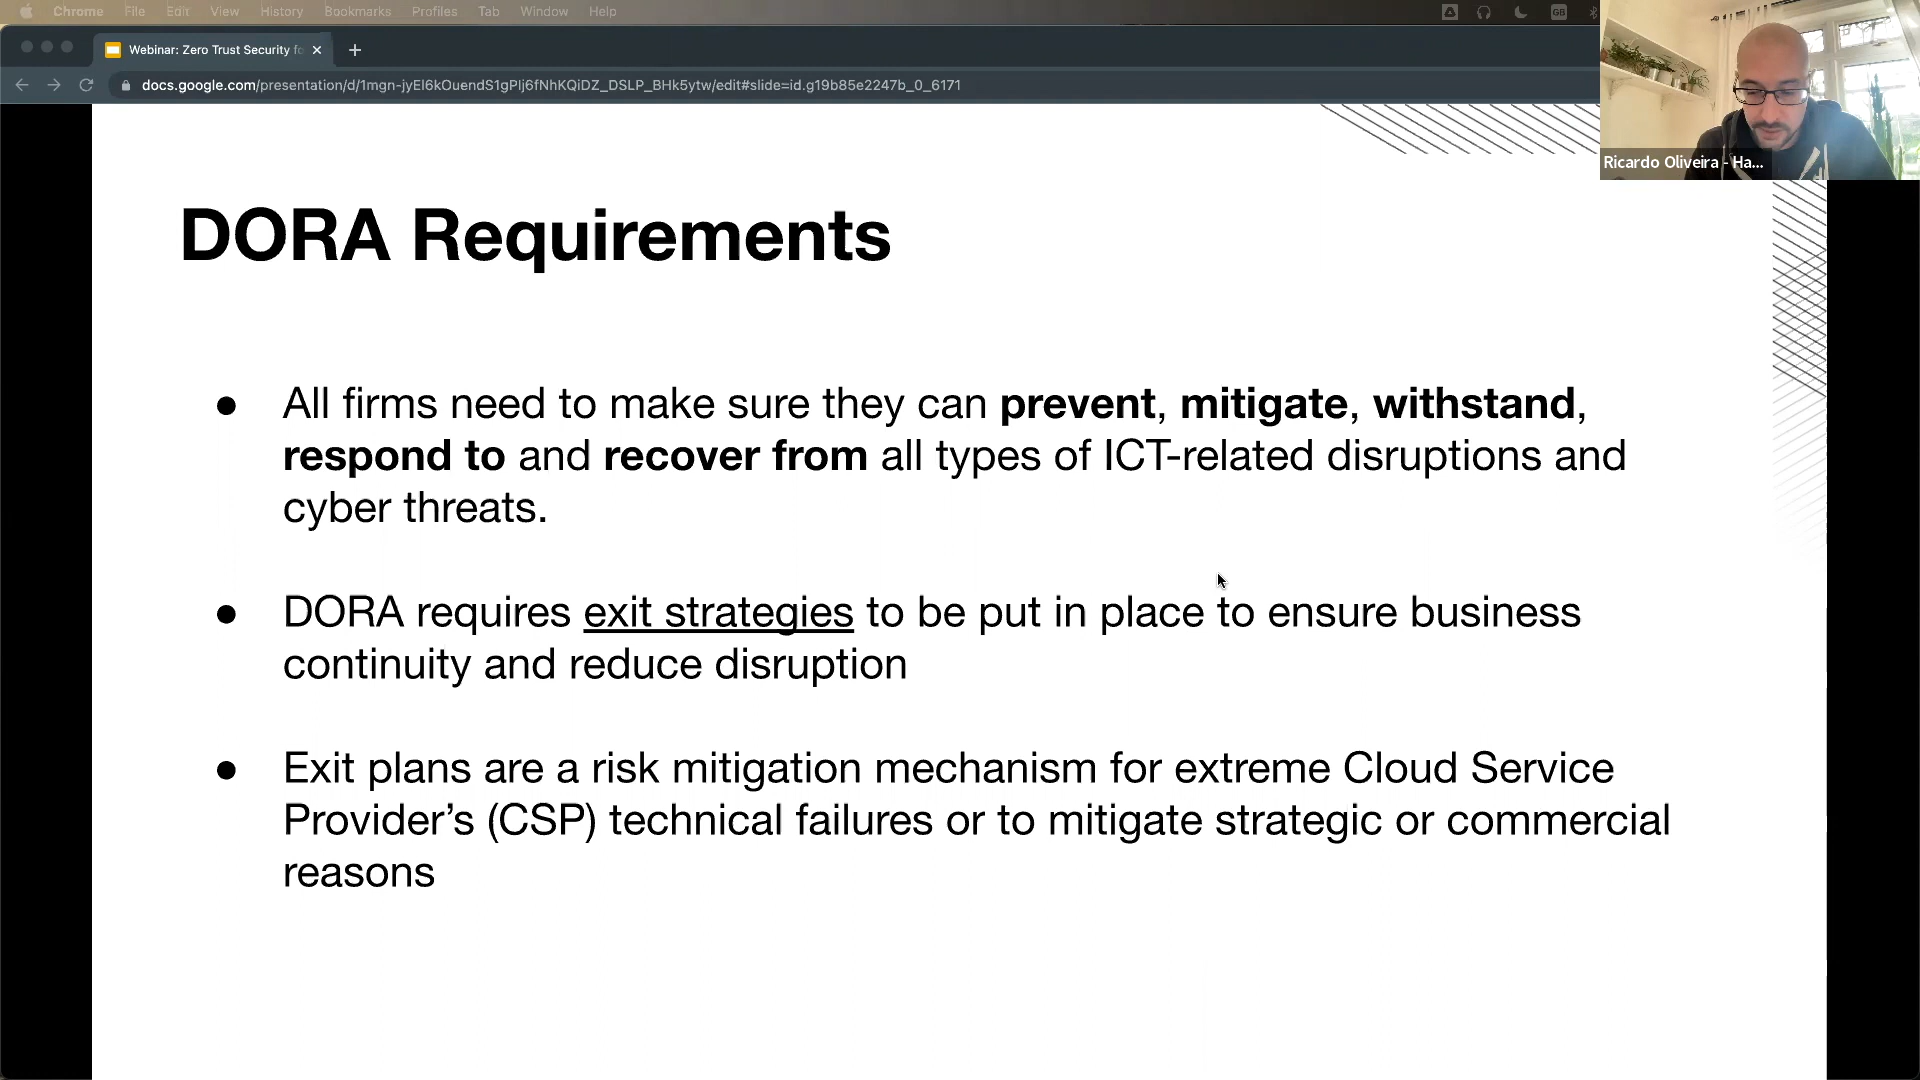 Chrome File Edit View History Bookmarks Profiles Tab Window Help
GB
Webinar: Zero Trust Security fo
docs.google.com/presentation/d/1mgn-jyEl6kOuendS1gPlj6fNhKQiDZ_DSLP_BHk5ytw/edit#slide=id.g19b85e2247b_0_6171
Ricardo Oliveira - Ha...
DORA Requirements
● All firms need to make sure they can prevent, mitigate, withstand,
respond to and recover from all types of ICT-related disruptions and
cyber threats.
● DORA requires exit strategies to be put in place to ensure business
continuity and reduce disruption
● Exit plans are a risk mitigation mechanism for extreme Cloud Service
Provider’s (CSP) technical failures or to mitigate strategic or commercial
reasons